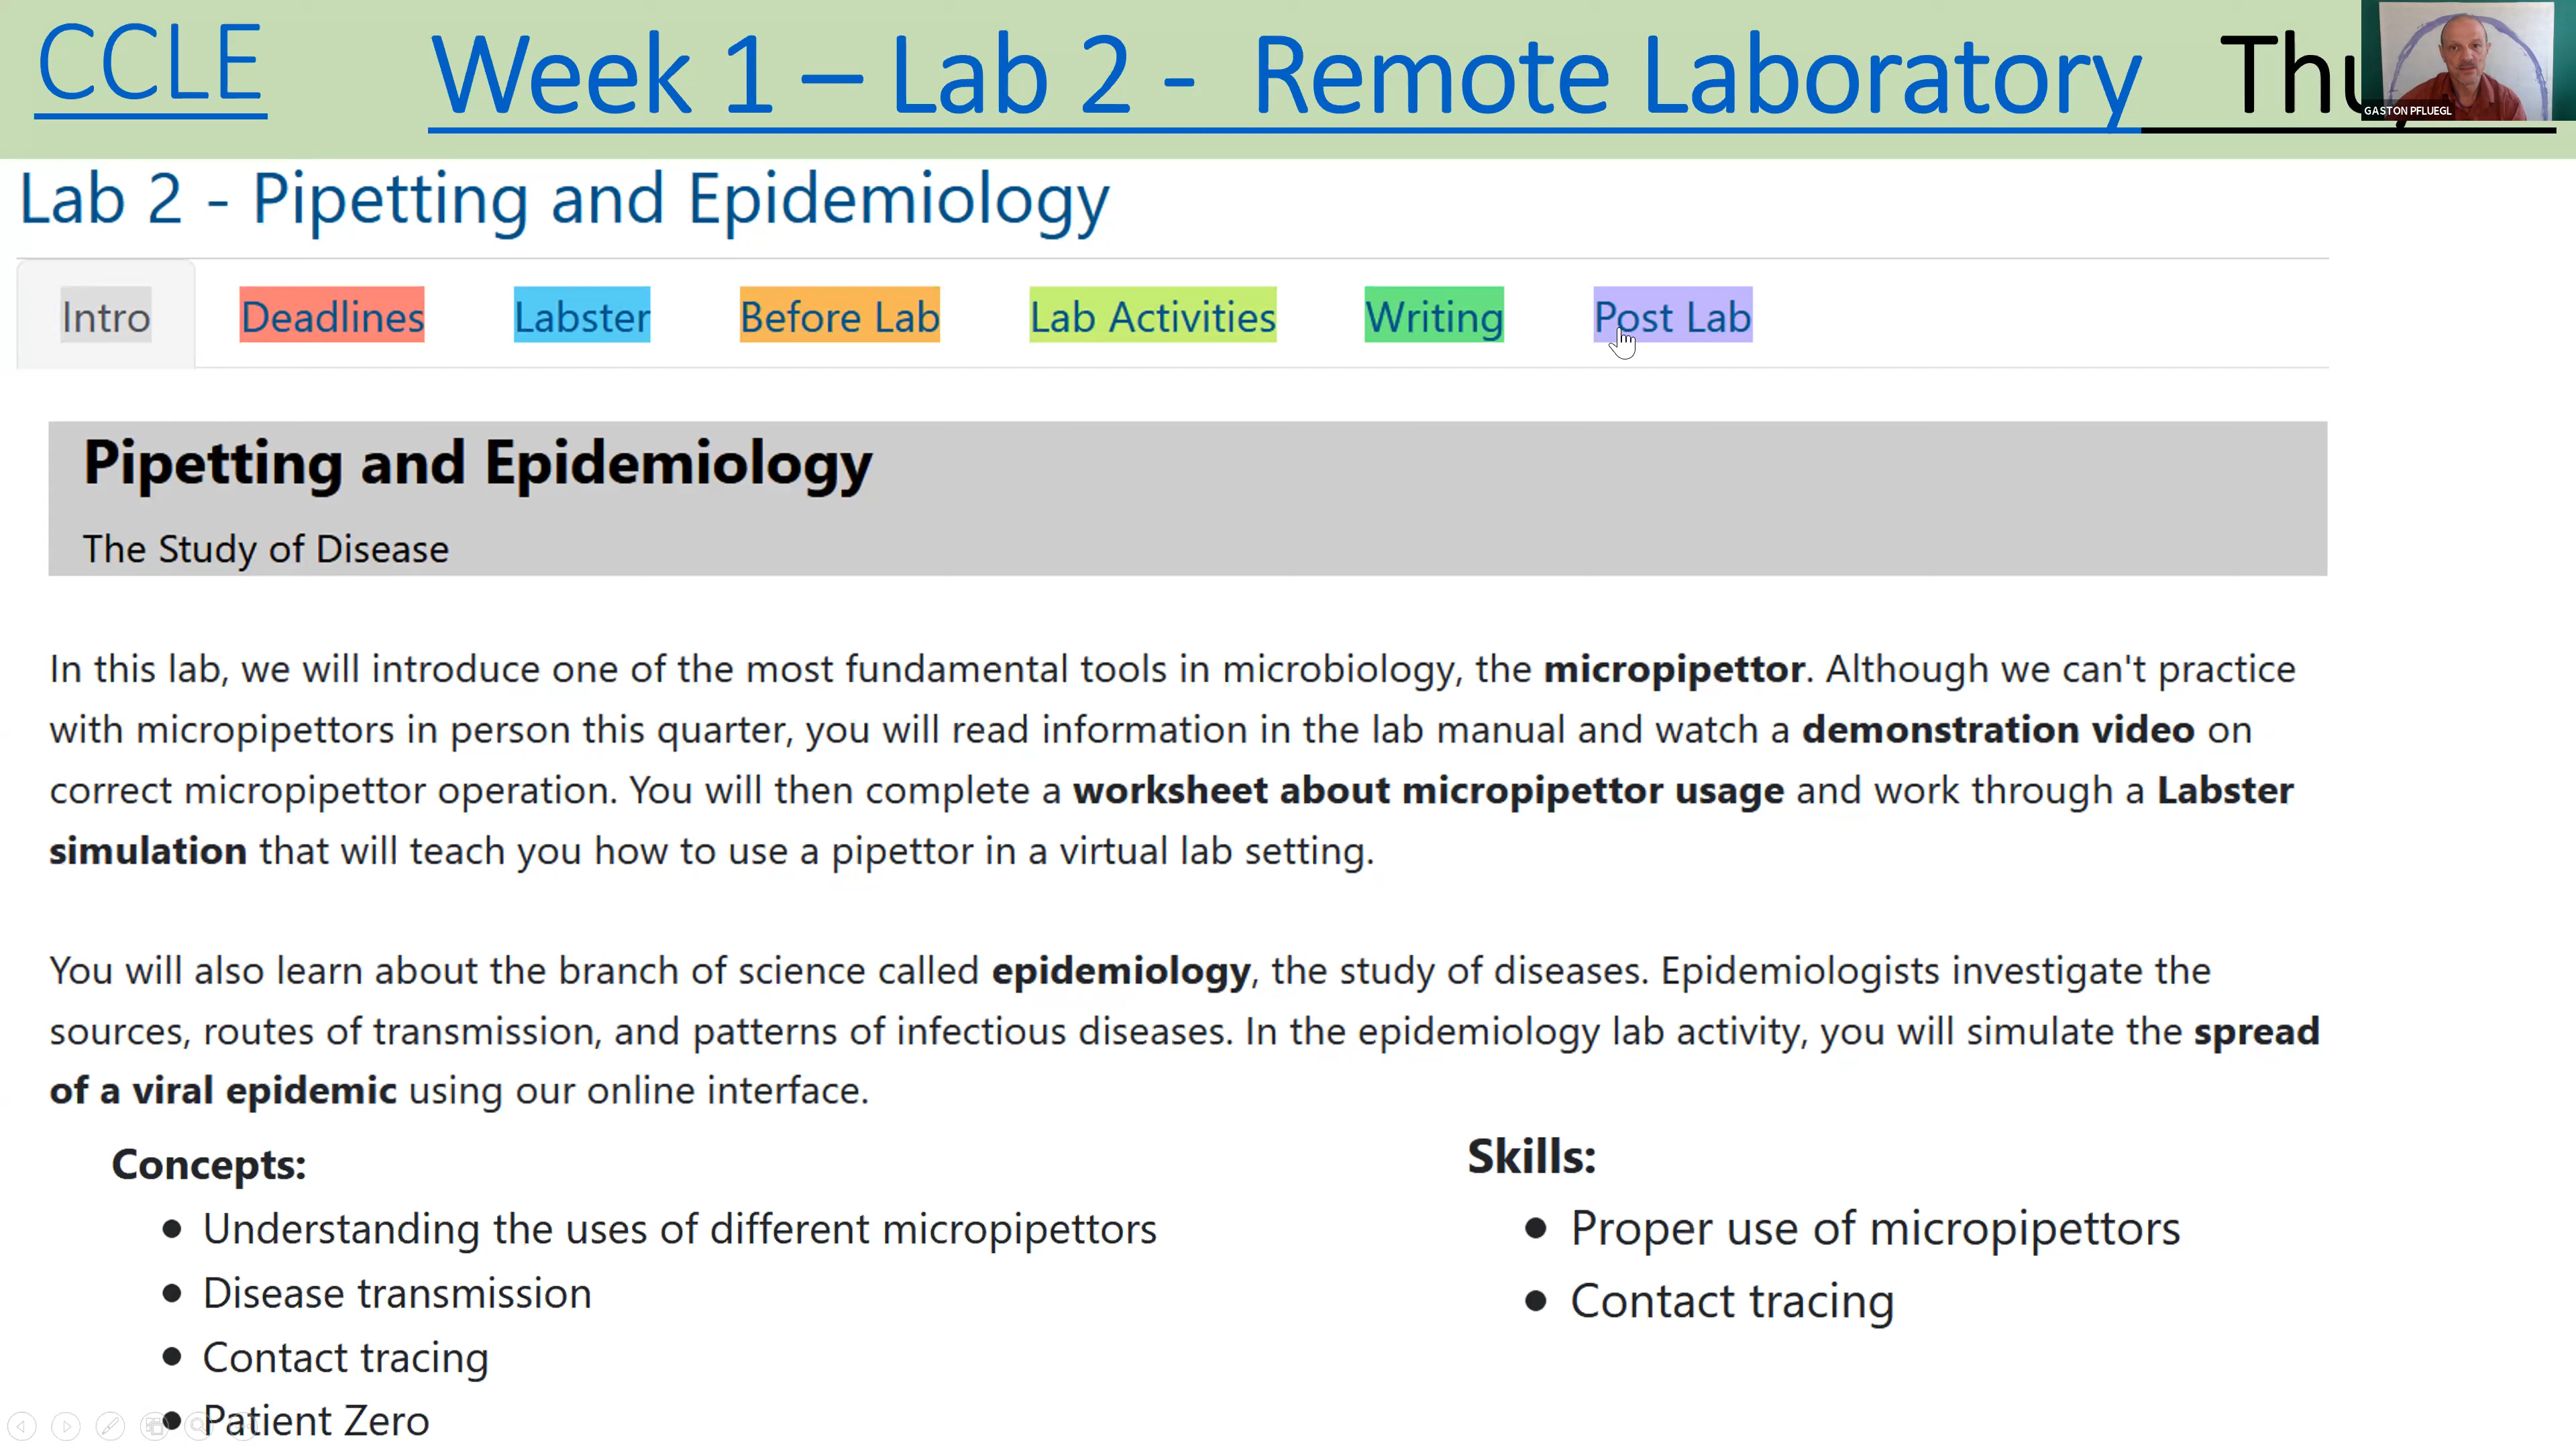 CCLE
Week 1 – Lab 2 - Remote Laboratory
GASTON PFLUEGL
Lab 2 - Pipetting and Epidemiology
Intro Deadlines Labster Before Lab Lab Activities Writing Post Lab
Pipetting and Epidemiology
The Study of Disease
In this lab, we will introduce one of the most fundamental tools in microbiology, the micropipettor. Although we can't practice
with micropipettors in person this quarter, you will read information in the lab manual and watch a demonstration video on
correct micropipettor operation. You will then complete a worksheet about micropipettor usage and work through a Labster
simulation that will teach you how to use a pipettor in a virtual lab setting.
You will also learn about the branch of science called epidemiology, the study of diseases. Epidemiologists investigate the
sources, routes of transmission, and patterns of infectious diseases. In the epidemiology lab activity, you will simulate the spread
of a viral epidemic using our online interface.
Concepts:
• Understanding the uses of different micropipettors
• Disease transmission
• Contact tracing
• Patient Zero
Skills:
• Proper use of micropipettors
• Contact tracing